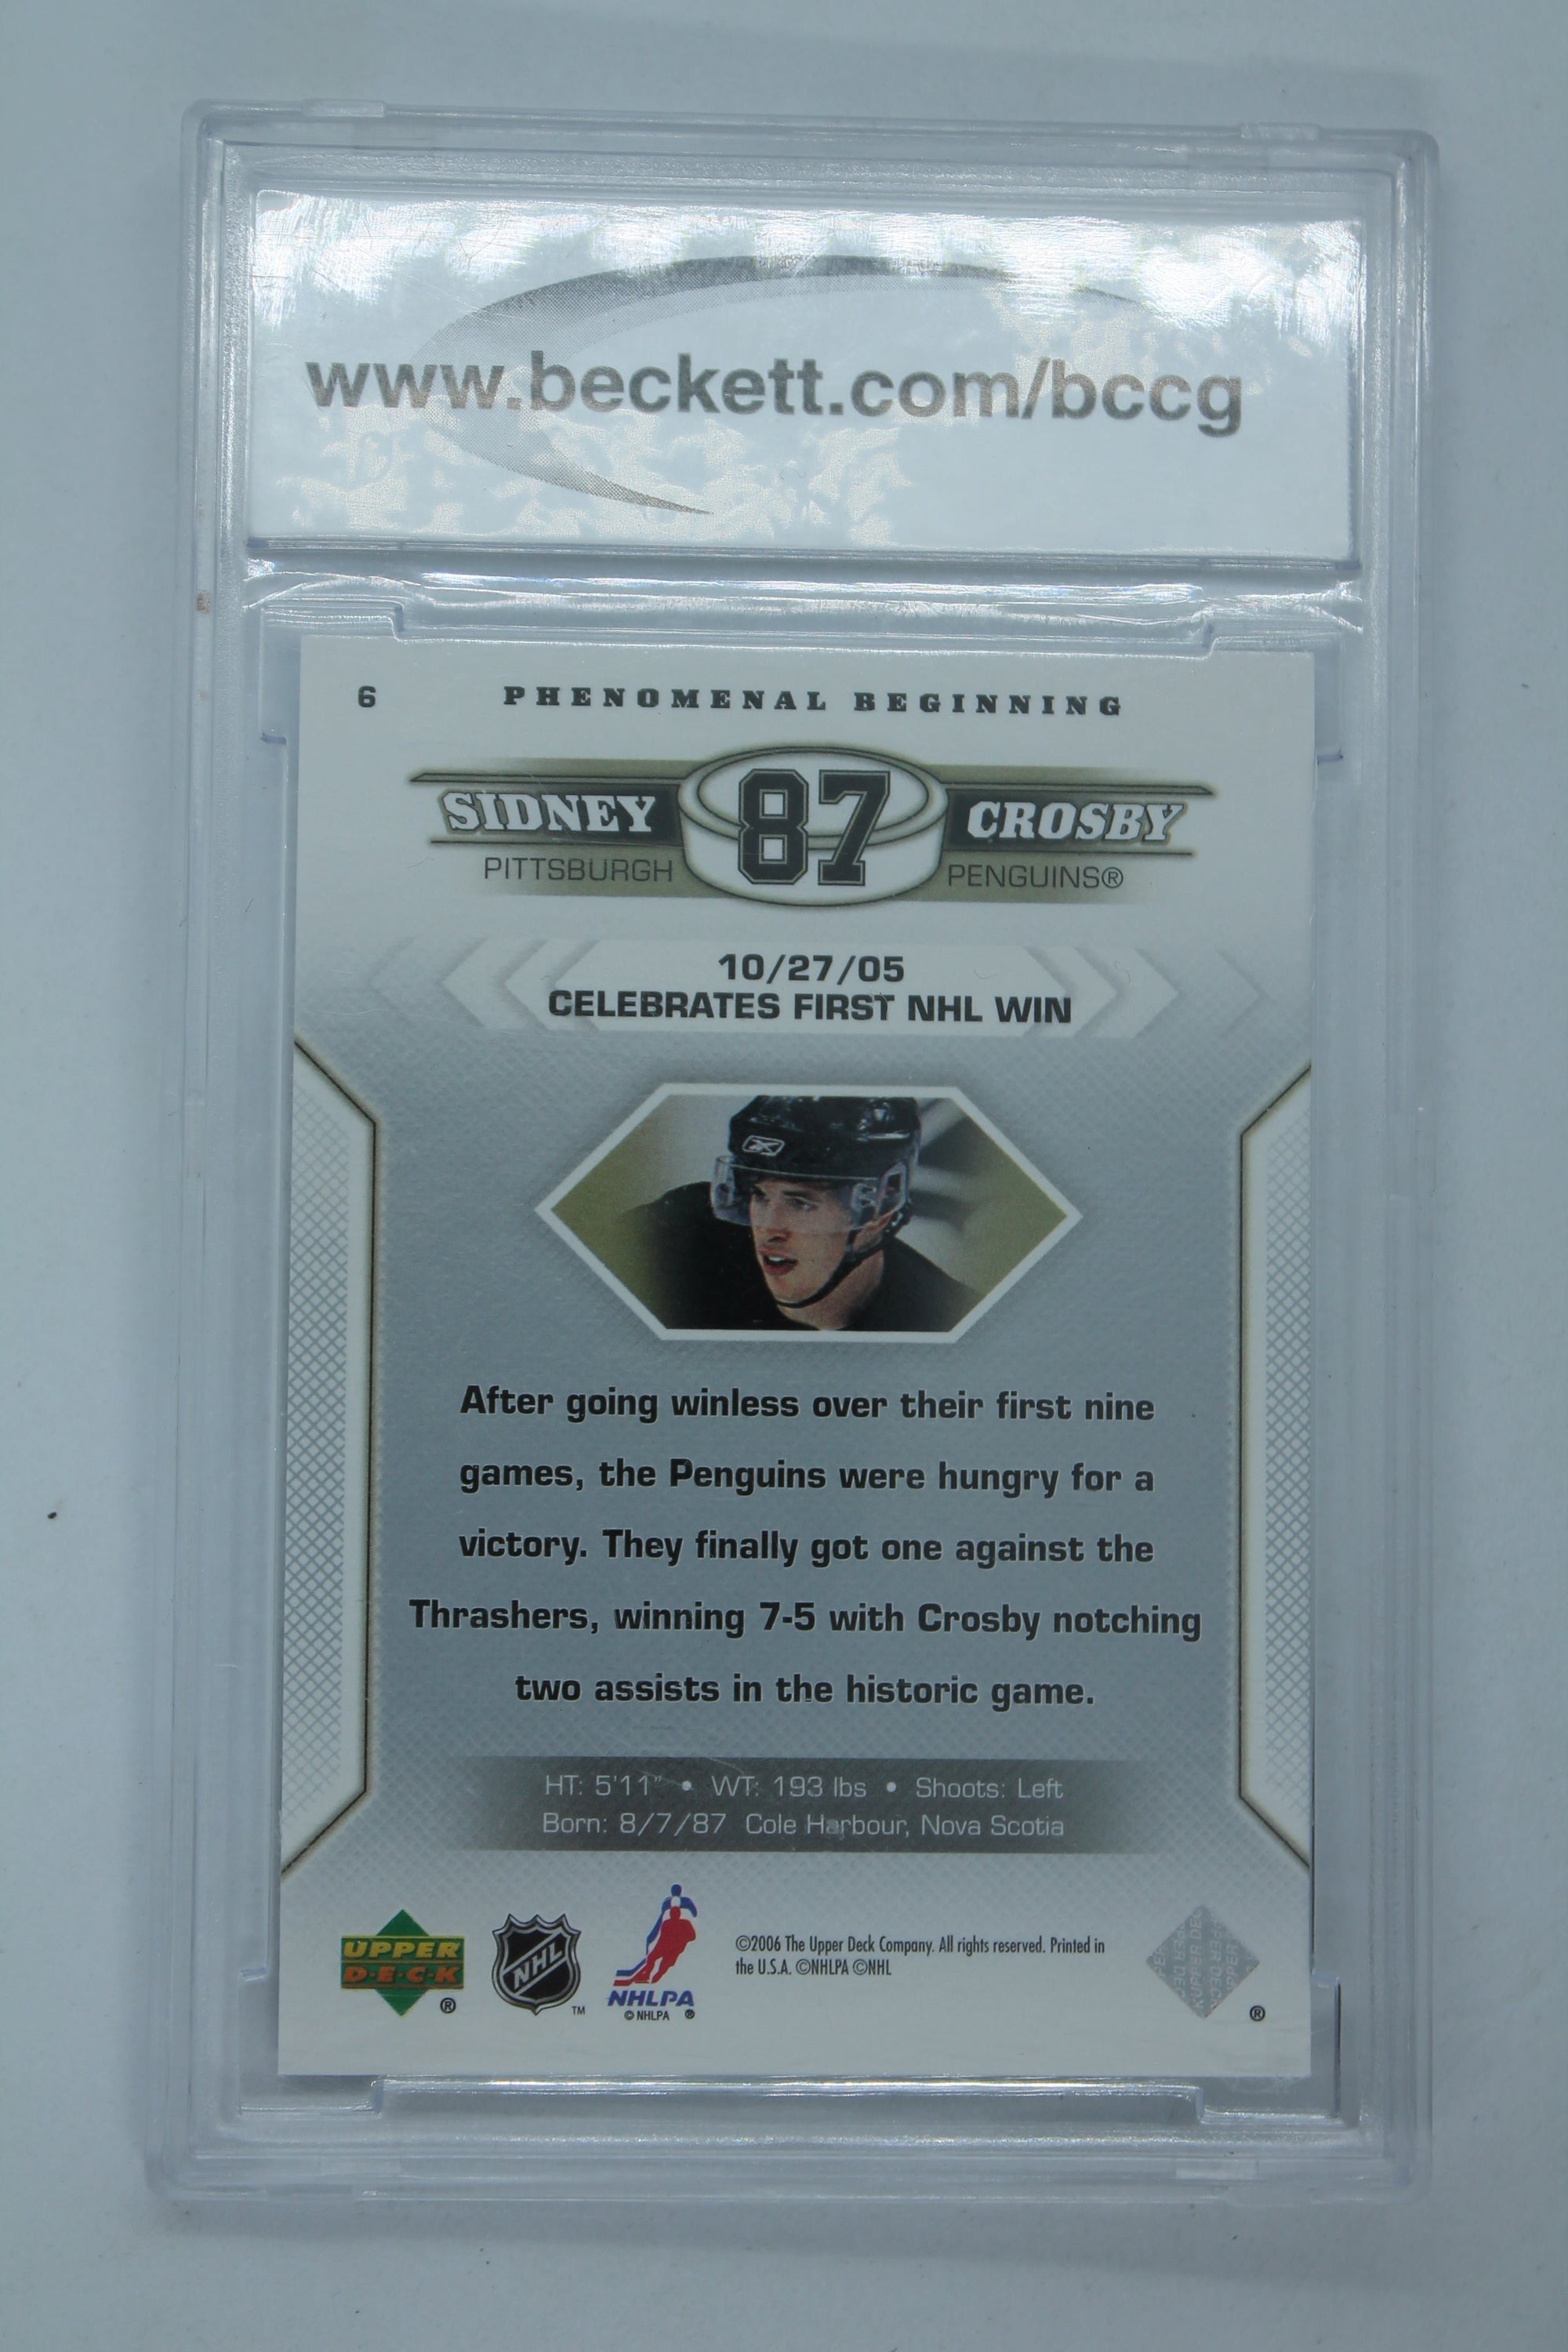 www.beckett.com/bccg
6 PHENOMENAL BEGINNING
SIDNEY 87 CROSBY
PITTSBURGH PENGUINS®
10/27/05
CELEBRATES FIRST NHL WIN
After going winless over their first nine
games, the Penguins were hungry for a
victory. They finally got one against the
Thrashers, winning 7-5 with Crosby notching
two assists in the historic game.
HT: 5'11" • WT: 193 lbs • Shoots: Left
Born: 8/7/87 Cole Harbour, Nova Scotia
UPPER
D·E·C·K
®
NHL
TM
NHLPA
© NHLPA ®
©2006 The Upper Deck Company. All rights reserved. Printed in
the U.S.A. ©NHLPA ©NHL
®